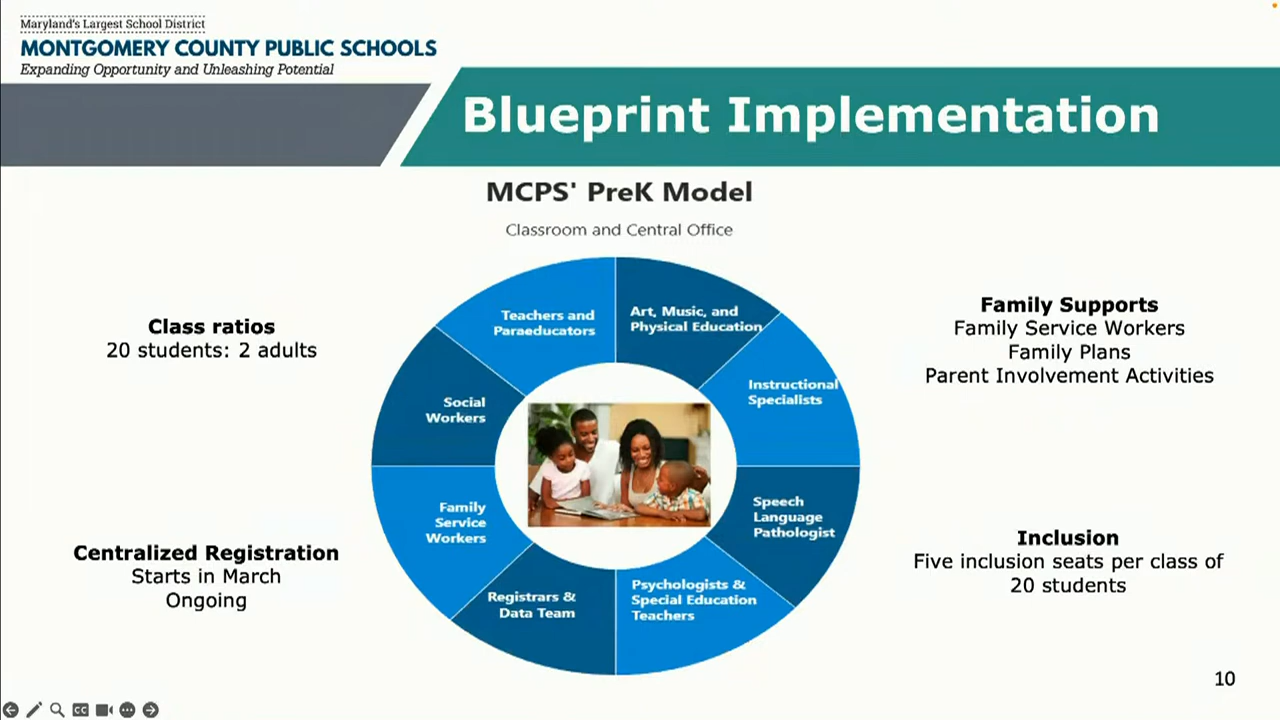 Maryland's Largest School District
MONTGOMERY COUNTY PUBLIC SCHOOLS
Expanding Opportunity and Unleashing Potential
Blueprint Implementation
MCPS' PreK Model
Classroom and Central Office
Class ratios
20 students: 2 adults
Centralized Registration
Starts in March
Ongoing
Teachers and
Paraeducators
Art, Music, and
Physical Education
Instructional
Specialists
Speech
Language
Pathologist
Psychologists &
Special Education
Teachers
Registrars &
Data Team
Family
Service
Workers
Social
Workers
Family Supports
Family Service Workers
Family Plans
Parent Involvement Activities
Inclusion
Five inclusion seats per class of
20 students
10
CC